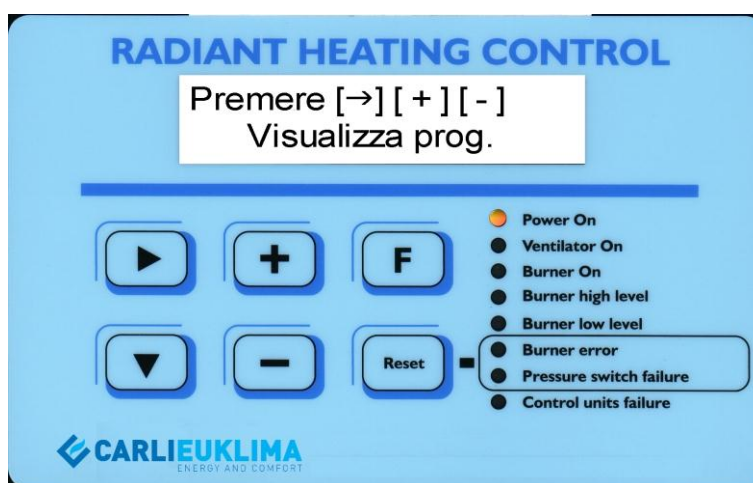 RADIANT HEATING CONTROL
Premere [→] [ + ] [ - ]
Visualizza prog.
F
Reset
Power On
Ventilator On
Burner On
Burner high level
Burner low level
Burner error
Pressure switch failure
Control units failure
CARLIEUKLIMA
ENERGY AND COMFORT